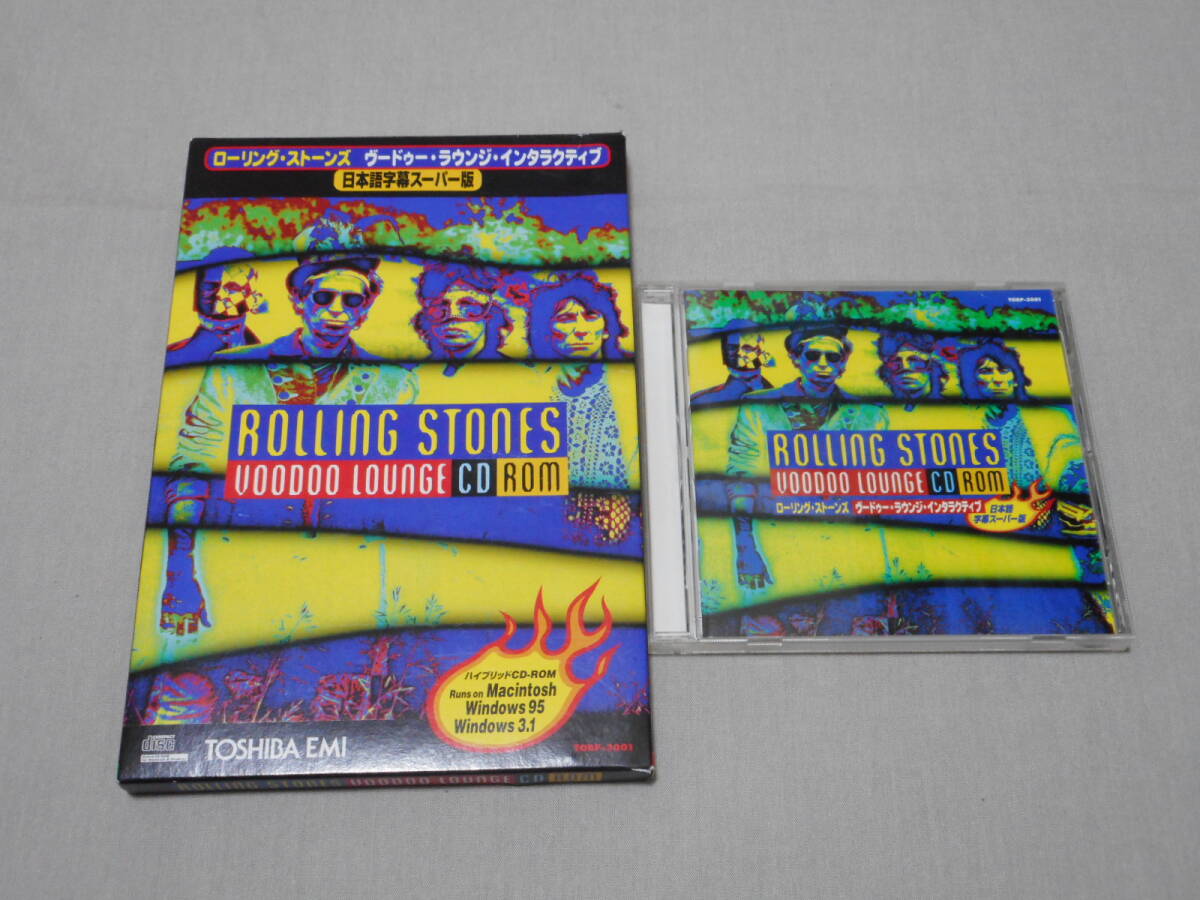 ローリング・ストーンズ ヴードゥー・ラウンジ・インタラクティブ
日本語字幕スーパー版
ROLLING STONES
VOODOO LOUNGE CD ROM
ハイブリッドCD-ROM
Runs on Macintosh
Windows 95
Windows 3.1
COMPACT
disc
TOSHIBA EMI
ROLLING STONES VOODOO LOUNGE CD ROM
ROLLING STONES
VOODOO LOUNGE CD ROM
ローリング・ストーンズ ヴードゥー・ラウンジ・インタラクティブ
日本語
字幕スーパー版